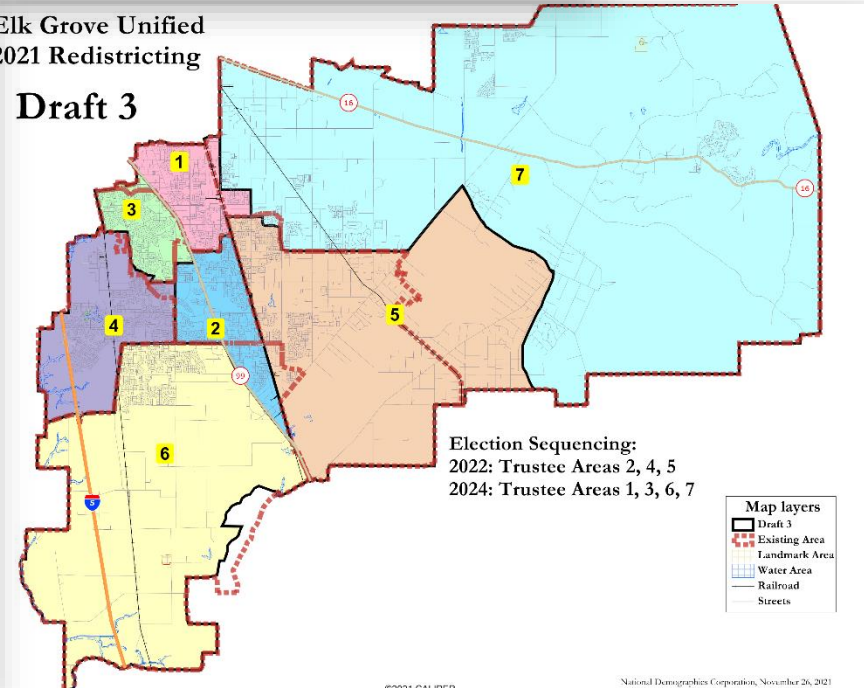 Elk Grove Unified
2021 Redistricting
Draft 3
16
1
7
16
3
5
4
2
99
6
Election Sequencing:
2022: Trustee Areas 2, 4, 5
2024: Trustee Areas 1, 3, 6, 7
5
Map layers
Draft 3
Existing Area
Landmark Area
Water Area
Railroad
Streets
©2021 CALIPER
National Demographics Corporation, November 26, 2021